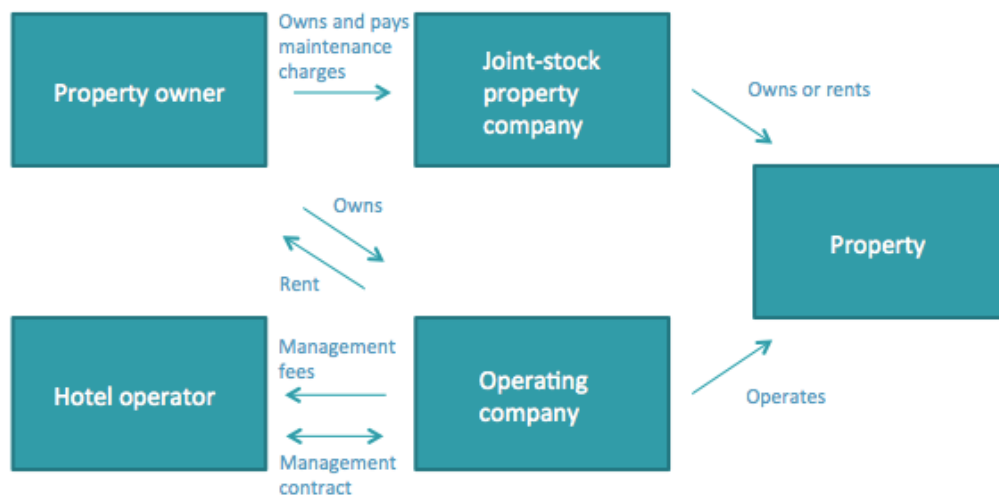 Owns and pays
maintenance
charges
Property owner
Joint-stock
property
company
Owns or rents
Owns
Property
Rent
Management
fees
Hotel operator
Operating
company
Operates
Management
contract